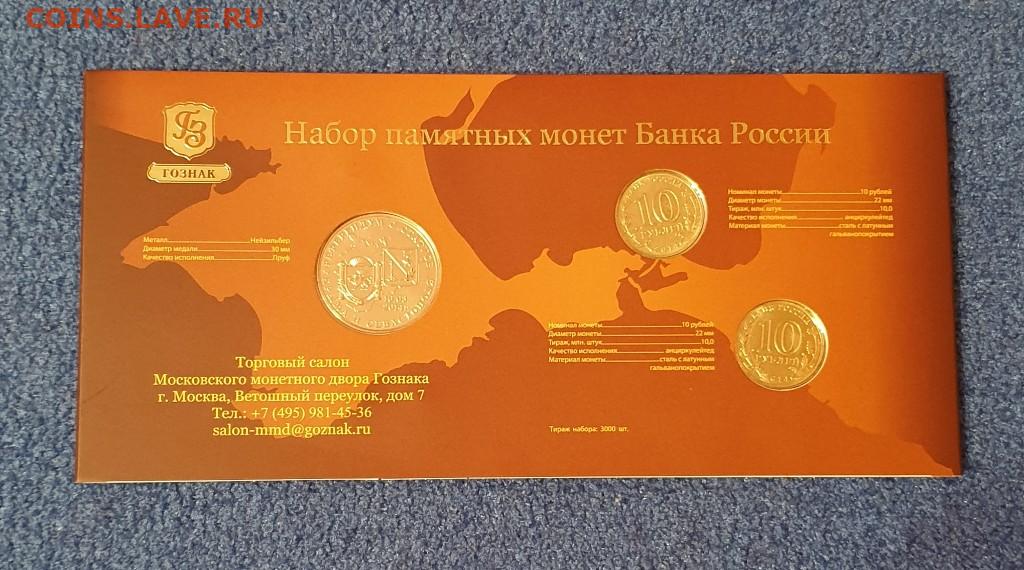 COINS.LAVE.RU
ГЗ
ГОЗНАК
Набор памятных монет Банка России
Металл Нейзильбер
Диаметр медали 30 мм
Качество исполнения Пруф
10
РУБЛЕЙ
Номинал монеты 10 рублей
Диаметр монеты 22 мм
Тираж, млн. штук 10,0
Качество исполнения анциркулейтед
Материал монеты сталь с латунным
гальванопокрытием
Номинал монеты 10 рублей
Диаметр монеты 22 мм
Тираж, млн. штук 10,0
Качество исполнения анциркулейтед
Материал монеты сталь с латунным
гальванопокрытием
10
РУБЛЕЙ
Торговый салон
Московского монетного двора Гознака
г. Москва, Ветошный переулок, дом 7
Тел.: +7 (495) 981-45-36
salon-mmd@goznak.ru
Тираж набора: 3000 шт.